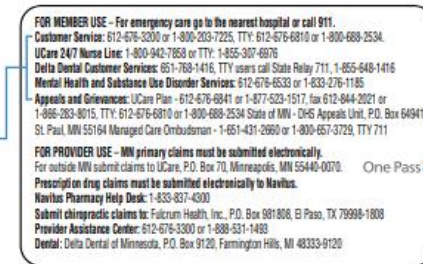 FOR MEMBER USE – For emergency care go to the nearest hospital or call 911.
Customer Service: 612-676-3200 or 1-800-203-7225, TTY: 612-676-6810 or 1-800-688-2534.
UCare 24/7 Nurse Line: 1-800-942-7858 or TTY: 1-855-307-6976
Delta Dental Customer Services: 651-768-1416, TTY users call State Relay 711, 1-855-648-1416
Mental Health and Substance Use Disorder Services: 612-676-6533 or 1-833-276-1185
Appeals and Grievances: UCare Plan - 612-676-6841 or 1-877-523-1517, fax 612-844-2021 or
1-866-283-8015, TTY: 612-676-6810 or 1-800-688-2534 State of MN - DHS Appeals Unit, P.O. Box 64941
St. Paul, MN 55164 Managed Care Ombudsman - 1-651-431-2660 or 1-800-657-3729, TTY 711
FOR PROVIDER USE – MN primary claims must be submitted electronically.
For outside MN submit claims to UCare, P.O. Box 70, Minneapolis, MN 55440-0070.
One Pass
Prescription drug claims must be submitted electronically to Navitus.
Navitus Pharmacy Help Desk: 1-833-837-4300
Submit chiropractic claims to: Fulcrum Health, Inc., P.O. Box 981808, El Paso, TX 79998-1808
Provider Assistance Center: 612-676-3300 or 1-888-531-1493
Dental: Delta Dental of Minnesota, P.O. Box 9120, Farmington Hills, MI 48333-9120